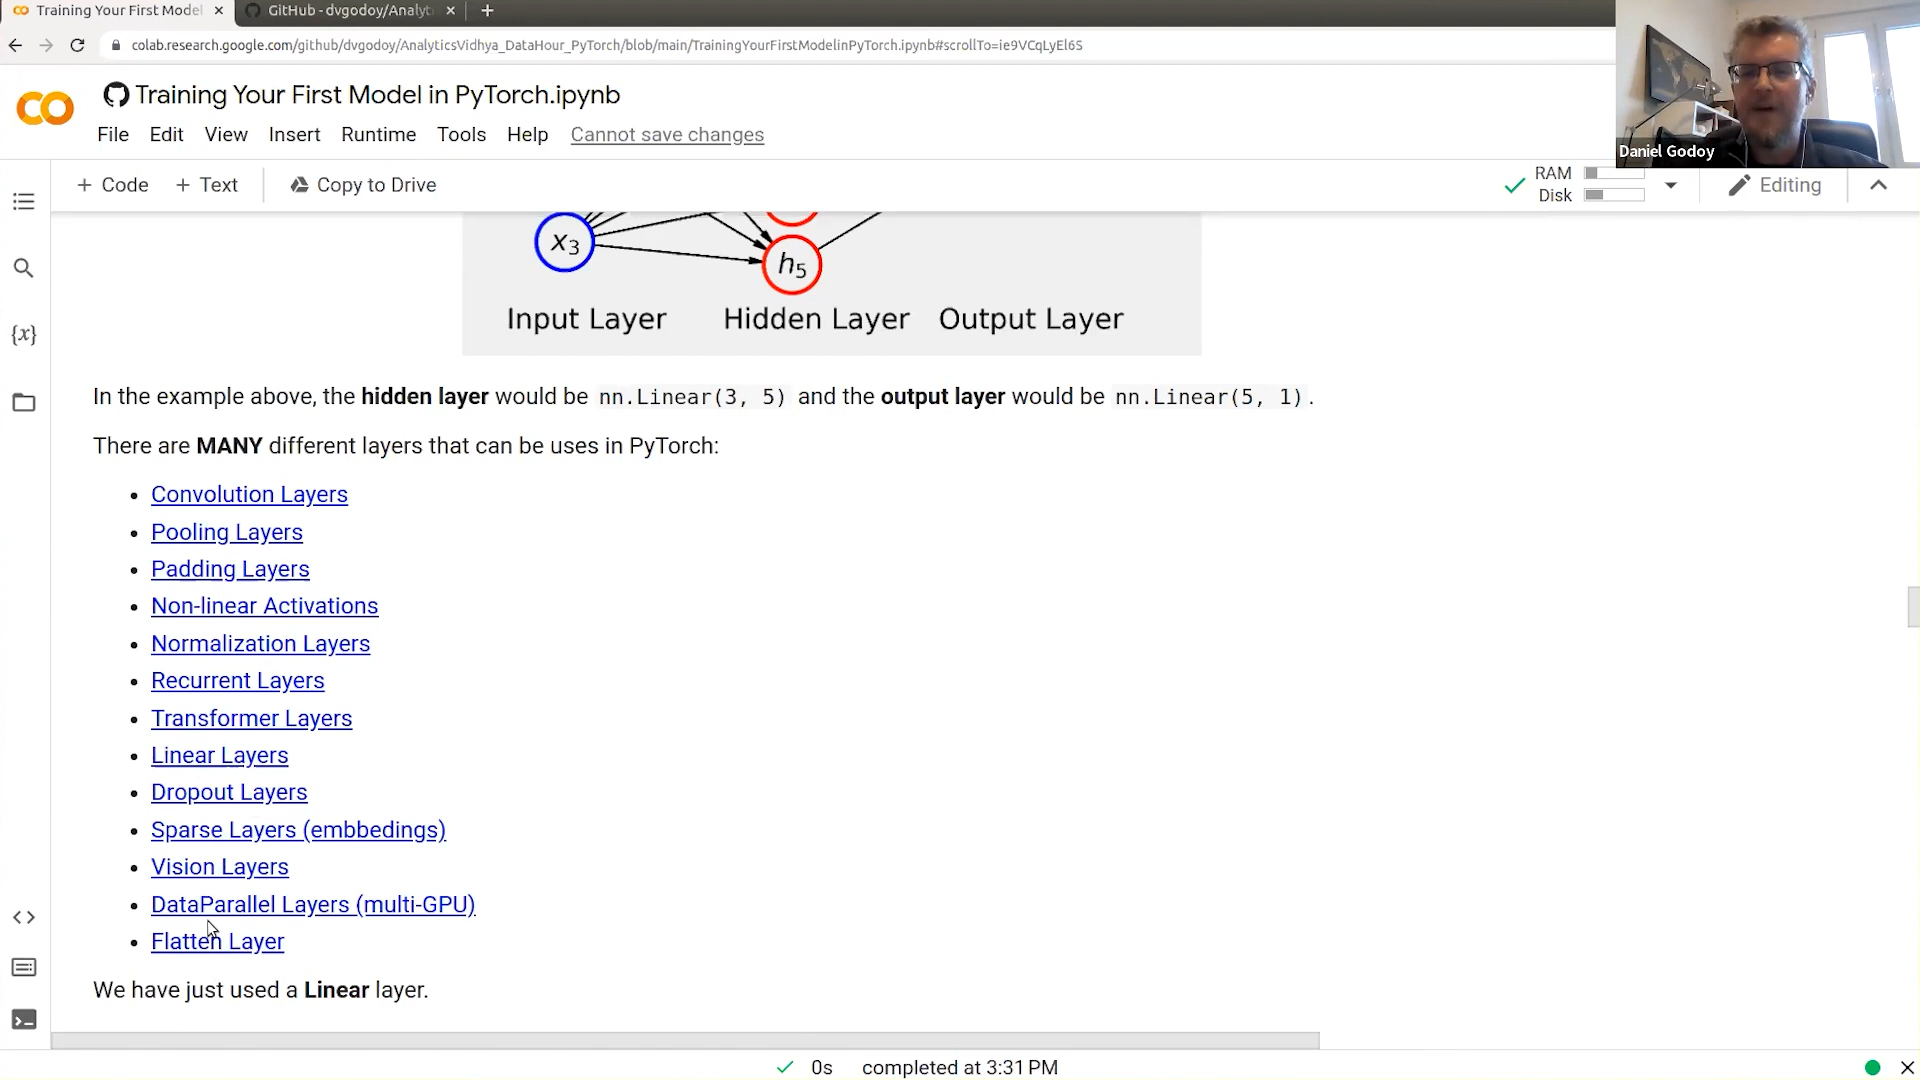 Training Your First Model
GitHub - dvgodoy/Analyt
colab.research.google.com/github/dvgodoy/AnalyticsVidhya_DataHour_PyTorch/blob/main/TrainingYourFirstModelinPyTorch.ipynb#scrollTo=ie9VCqLyEl6S
Training Your First Model in PyTorch.ipynb
File Edit View Insert Runtime Tools Help Cannot save changes
Daniel Godoy
+ Code + Text Copy to Drive
RAM
Disk
Editing
x3
h5
Input Layer Hidden Layer Output Layer
In the example above, the hidden layer would be nn.Linear(3, 5) and the output layer would be nn.Linear(5, 1).
There are MANY different layers that can be uses in PyTorch:
• Convolution Layers
• Pooling Layers
• Padding Layers
• Non-linear Activations
• Normalization Layers
• Recurrent Layers
• Transformer Layers
• Linear Layers
• Dropout Layers
• Sparse Layers (embbedings)
• Vision Layers
• DataParallel Layers (multi-GPU)
• Flatten Layer
We have just used a Linear layer.
0s completed at 3:31 PM